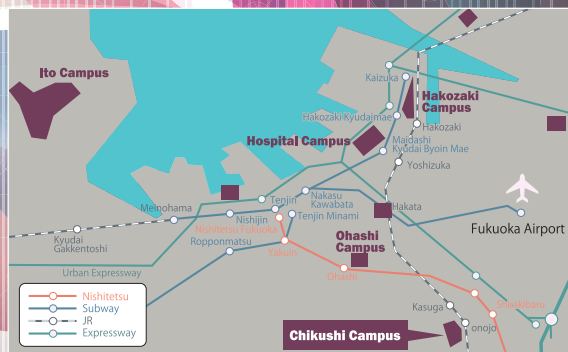 Ito Campus
Kaizuka
Hakozaki
Campus
Hakozaki Kyudaimae
Hakozaki
Hospital Campus
Maidashi
Kyudai Byoin Mae
Yoshizuka
Tenjin
Nakasu
Kawabata
Meinohama
Nishijin
Tenjin Minami
Hakata
Nishitetsu Fukuoka
Fukuoka Airport
Kyudai
Gakkentoshi
Ropponmatsu
Yakuin
Ohashi
Campus
Urban Expressway
Ohashi
Nishitetsu
Subway
JR
Expressway
Kasuga
onojo
Chikushi Campus